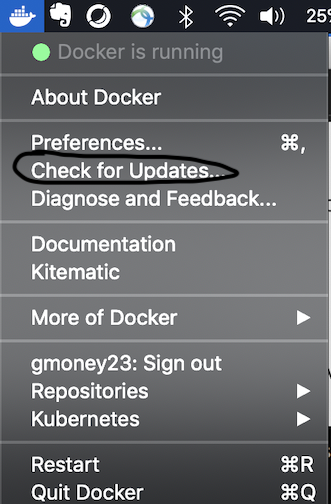 25%
Docker is running
About Docker
Preferences... ⌘,
Check for Updates...
Diagnose and Feedback...
Documentation
Kitematic
More of Docker ▶
gmoney23: Sign out
Repositories ▶
Kubernetes ▶
Restart ⌘R
Quit Docker ⌘Q